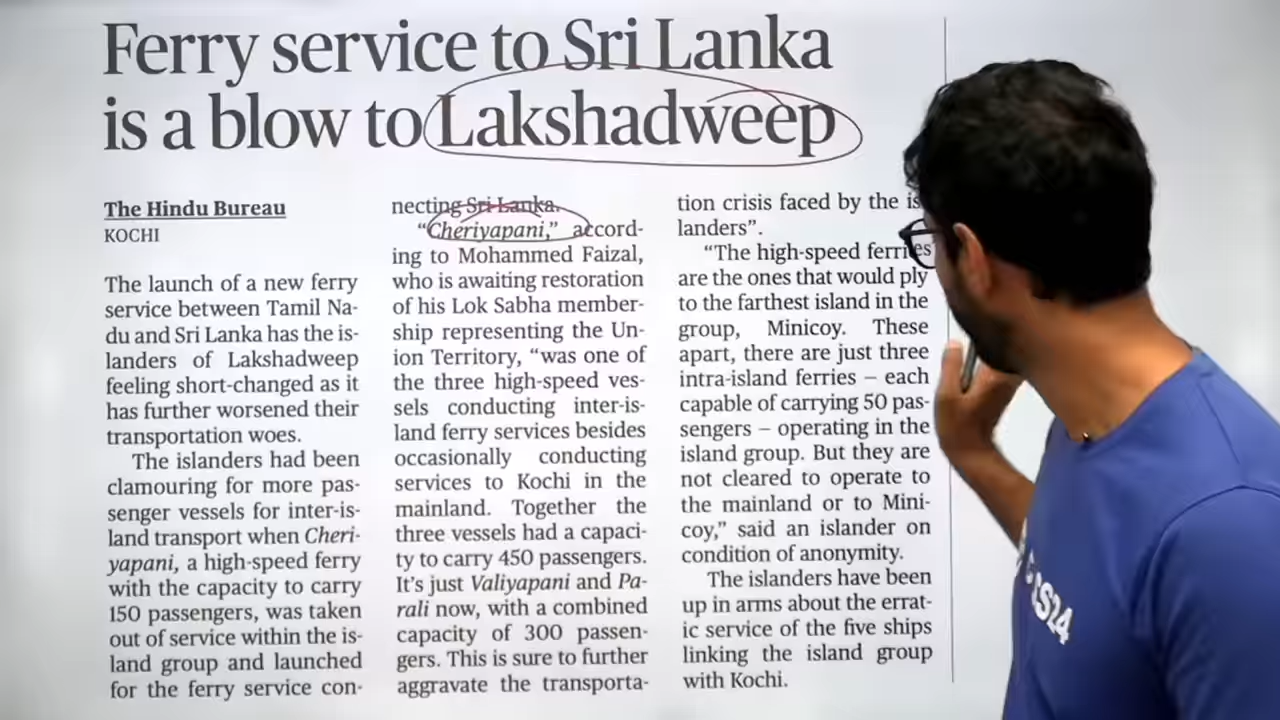 Ferry service to Sri Lanka
is a blow to Lakshadweep
The Hindu Bureau
KOCHI
The launch of a new ferry
service between Tamil Na-
du and Sri Lanka has the is-
landers of Lakshadweep
feeling short-changed as it
has further worsened their
transportation woes.
The islanders had been
clamouring for more pas-
senger vessels for inter-is-
land transport when Cheri-
yapani, a high-speed ferry
with the capacity to carry
150 passengers, was taken
out of service within the is-
land group and launched
for the ferry service con-
necting Sri Lanka.
“Cheriyapani,” accord-
ing to Mohammed Faizal,
who is awaiting restoration
of his Lok Sabha member-
ship representing the Un-
ion Territory, “was one of
the three high-speed ves-
sels conducting inter-is-
land ferry services besides
occasionally conducting
services to Kochi in the
mainland. Together the
three vessels had a capaci-
ty to carry 450 passengers.
It’s just Valiyapani and Pa-
rali now, with a combined
capacity of 300 passen-
gers. This is sure to further
aggravate the transporta-
tion crisis faced by the is
landers”.
“The high-speed ferries
are the ones that would ply
to the farthest island in the
group, Minicoy. These
apart, there are just three
intra-island ferries – each
capable of carrying 50 pas-
sengers – operating in the
island group. But they are
not cleared to operate to
the mainland or to Mini-
coy,” said an islander on
condition of anonymity.
The islanders have been
up in arms about the errat-
ic service of the five ships
linking the island group
with Kochi.